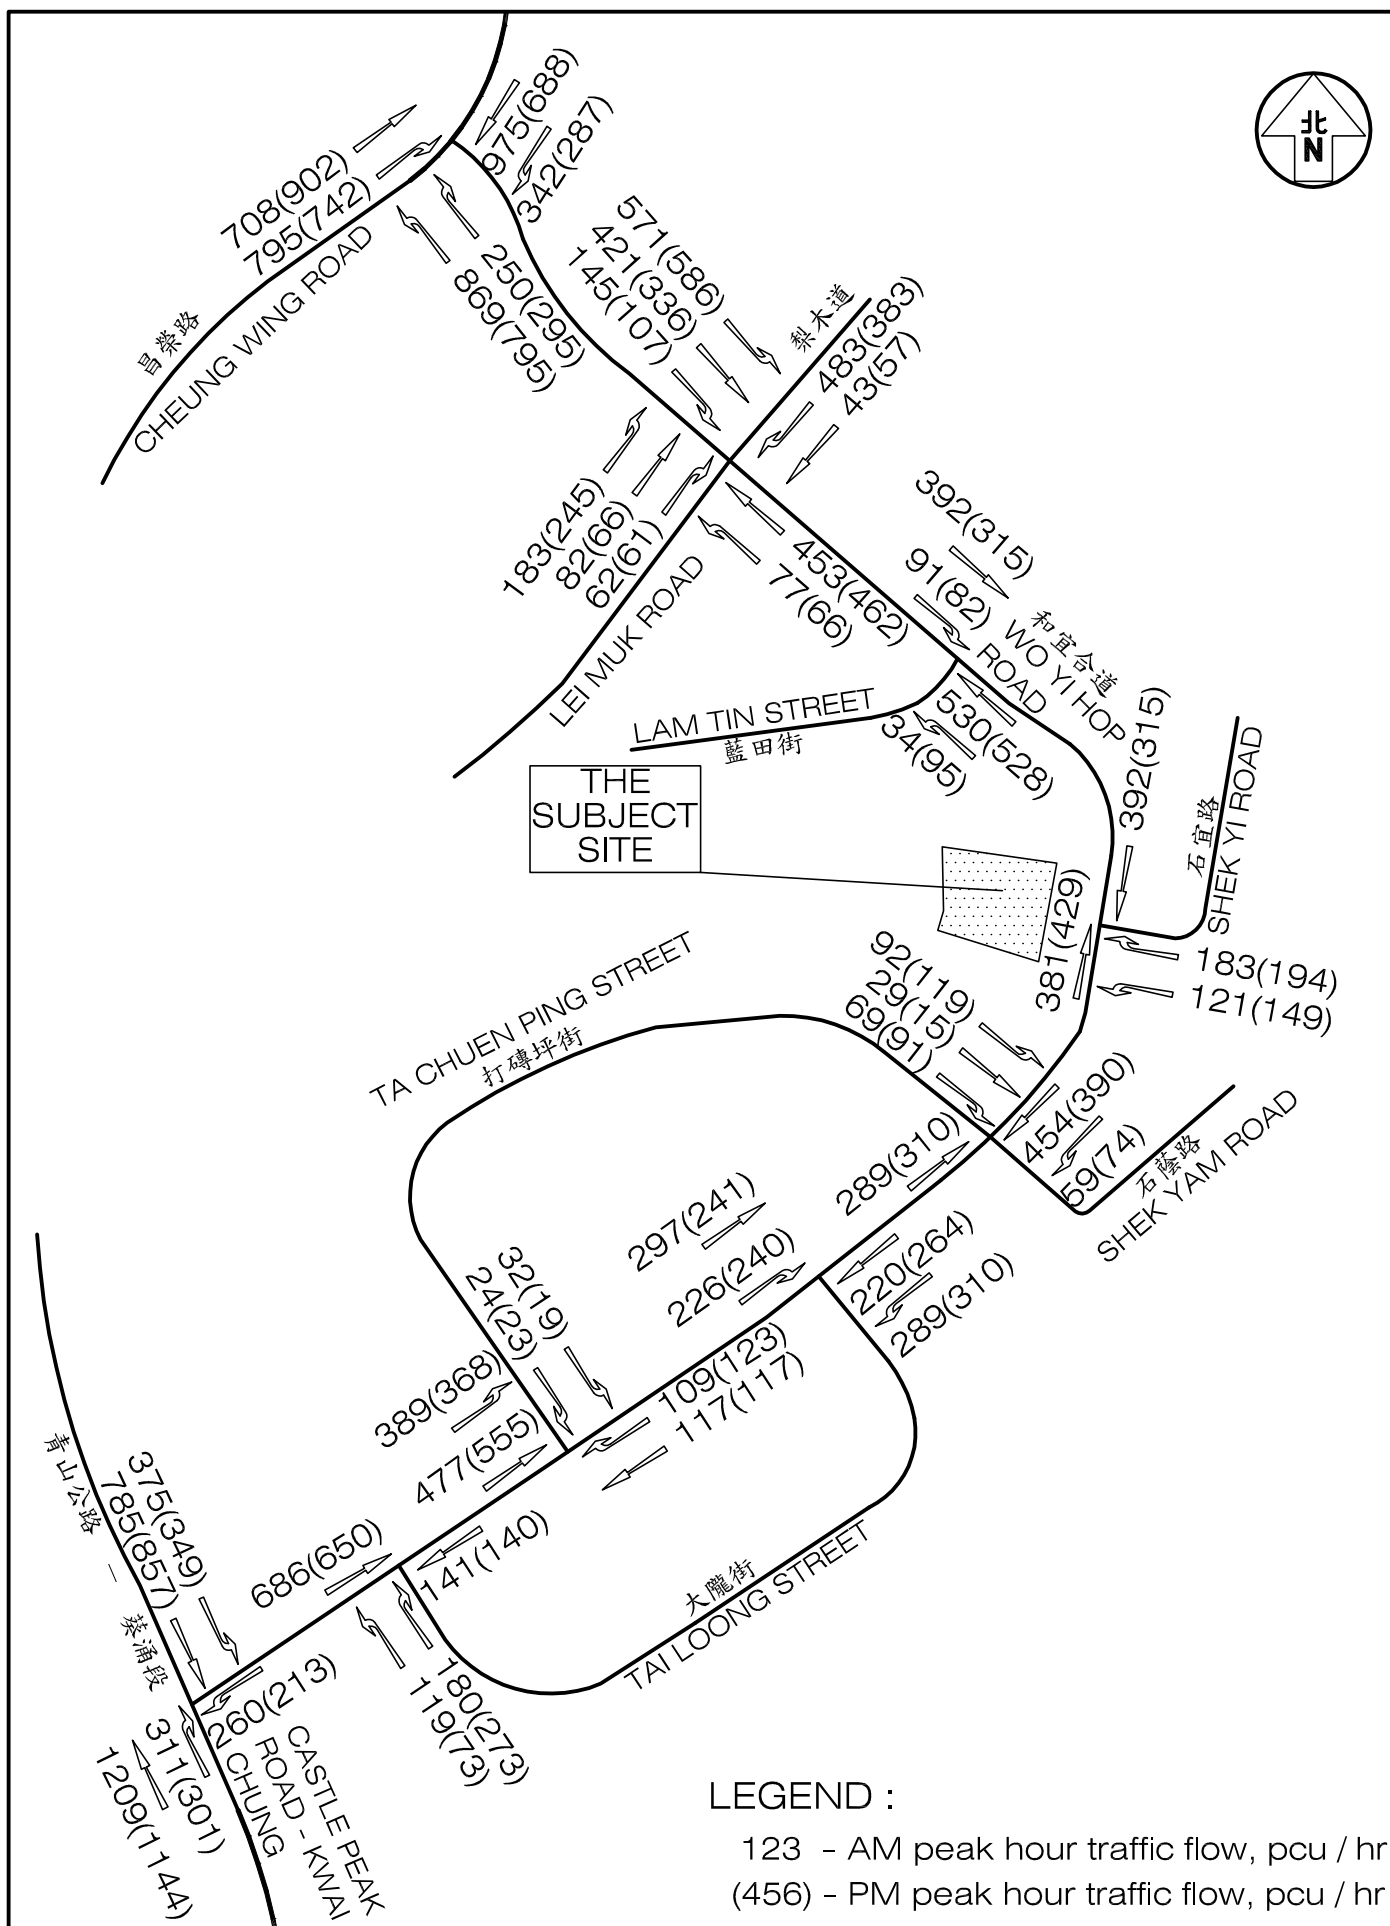 北
N
975(688)
342(287)
708(902)
795(742)
昌榮路
CHEUNG WING ROAD
250(295)
869(795)
571(586)
421(336)
145(107)
梨木道
483(383)
43(57)
183(245)
82(66)
62(61)
LEI MUK ROAD
453(462)
77(66)
392(315)
91(82)
和宜合道
WO YI HOP
ROAD
LAM TIN STREET
藍田街
530(528)
34(95)
THE
SUBJECT
SITE
392(315)
石宜路
SHEK YI ROAD
381(429)
183(194)
121(149)
92(119)
29(15)
69(91)
TA CHUEN PING STREET
打磚坪街
454(390)
59(74)
石蔭路
SHEK YAM ROAD
289(310)
297(241)
226(240)
220(264)
289(310)
32(19)
24(23)
389(368)
477(555)
109(123)
117(117)
青山公路 –
葵涌段
375(349)
785(857)
686(650)
141(140)
大隴街
TAI LOONG STREET
180(273)
119(73)
260(213)
311(301)
1209(1144)
CASTLE PEAK
ROAD - KWAI
CHUNG
LEGEND :
123 - AM peak hour traffic flow, pcu / hr
(456) - PM peak hour traffic flow, pcu / hr